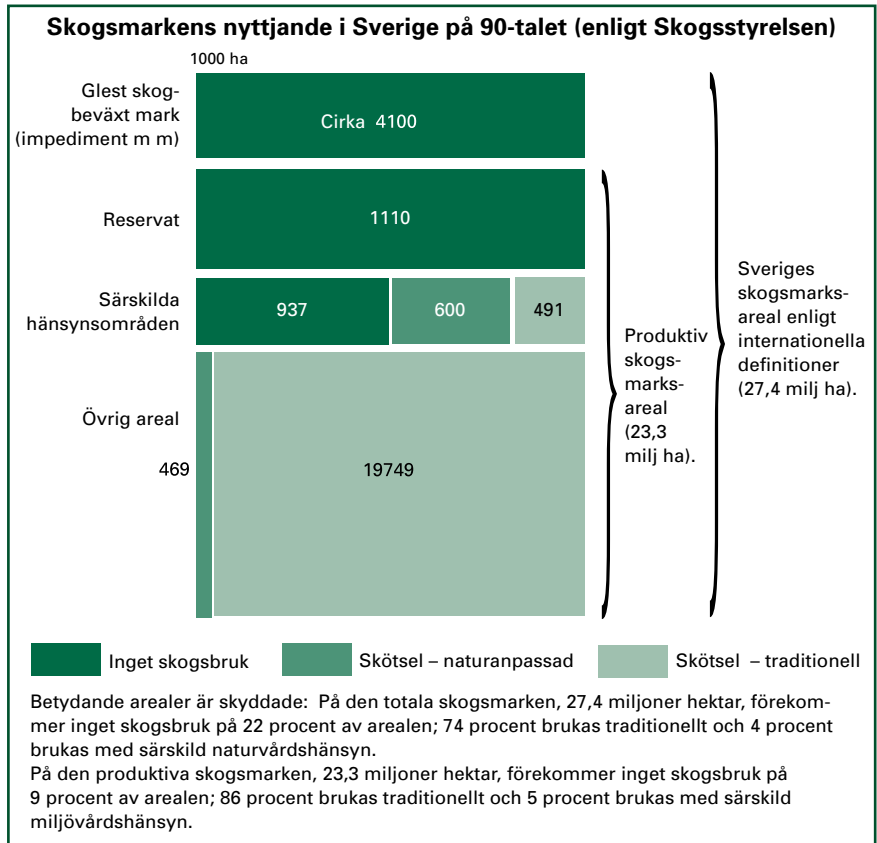 Skogsmarkens nyttjande i Sverige på 90-talet (enligt Skogsstyrelsen)
1000 ha
Glest skog-
beväxt mark
(impediment m m)
Cirka 4100
Reservat
1110
Särskilda
hänsynsområden
937
600
491
Övrig areal
469
19749
Produktiv
skogs-
marks-
areal
(23,3
milj ha).
Sveriges
skogsmarks-
areal enligt
internationella
definitioner
(27,4 milj ha).
Inget skogsbruk
Skötsel – naturanpassad
Skötsel – traditionell
Betydande arealer är skyddade: På den totala skogsmarken, 27,4 miljoner hektar, förekom-
mer inget skogsbruk på 22 procent av arealen; 74 procent brukas traditionellt och 4 procent
brukas med särskild naturvårdshänsyn.
På den produktiva skogsmarken, 23,3 miljoner hektar, förekommer inget skogsbruk på
9 procent av arealen; 86 procent brukas traditionellt och 5 procent brukas med särskild
miljövårdshänsyn.